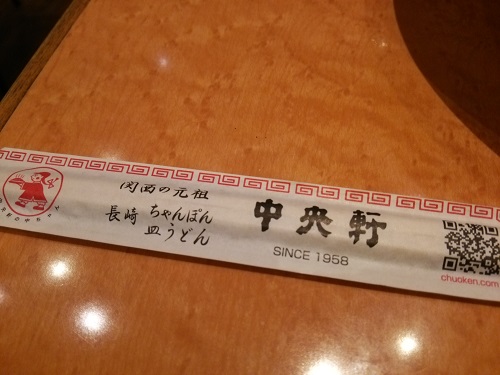 関西の元祖
長崎 ちゃんぽん
皿うどん
中央軒
SINCE 1958
chuoken.com